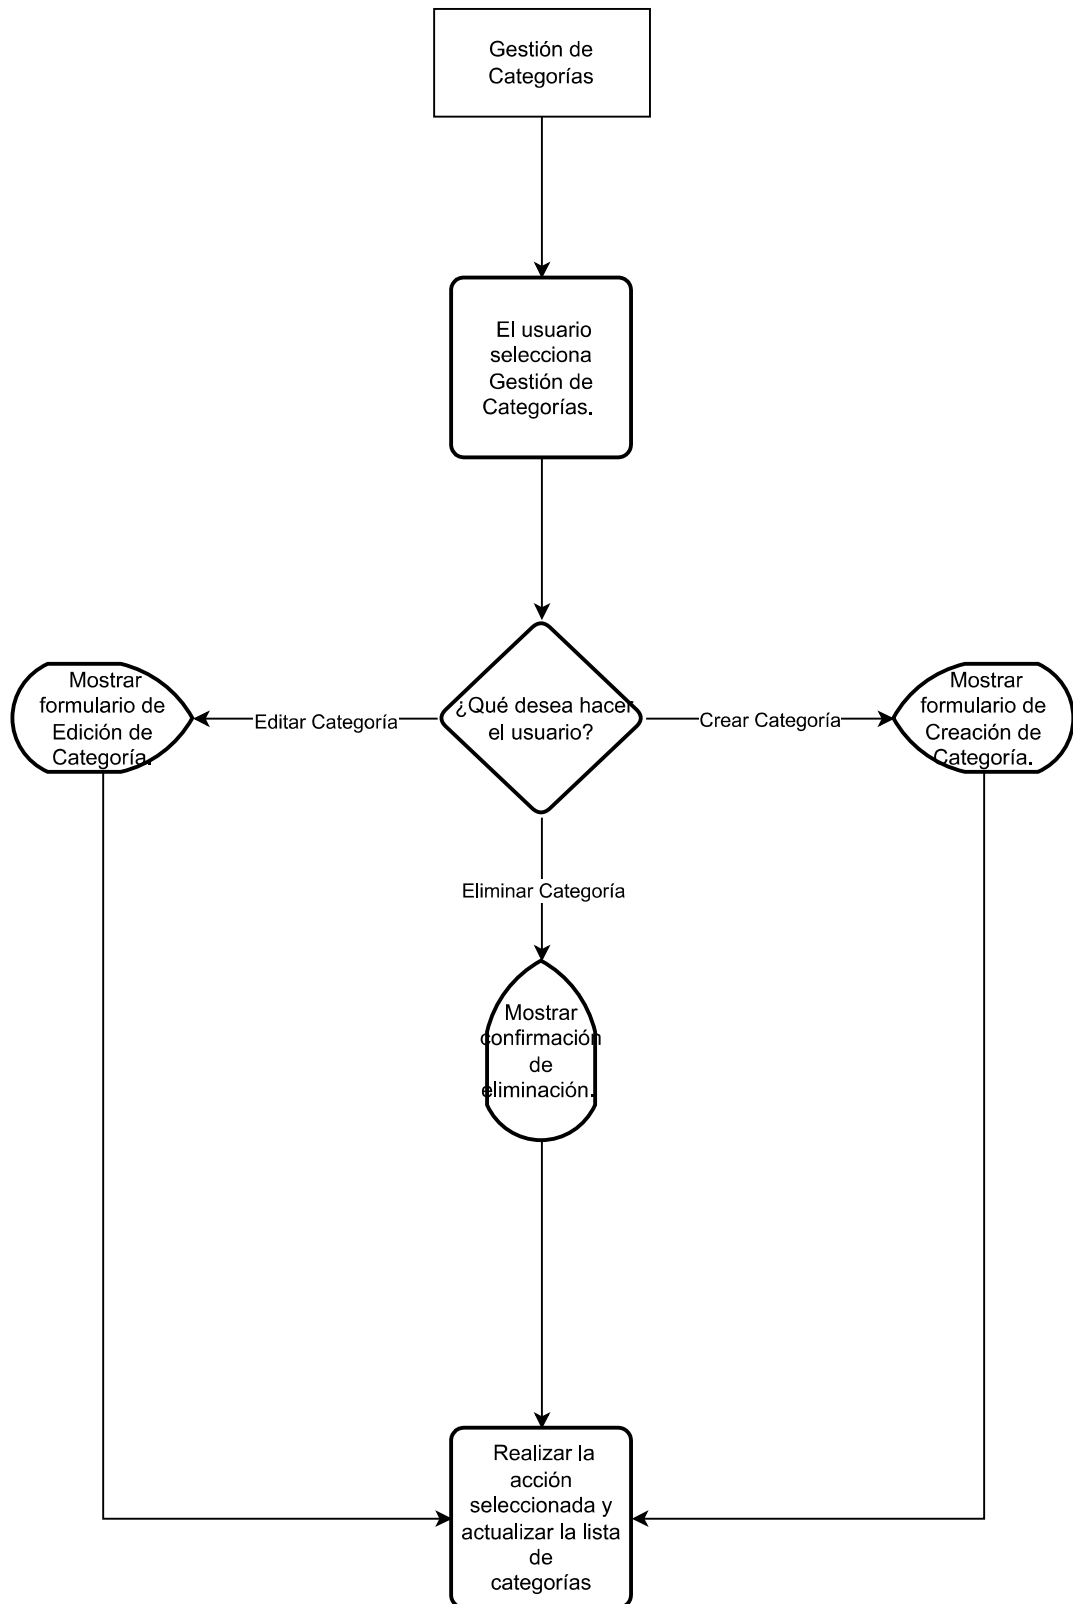 Gestión de
Categorías
El usuario
selecciona
Gestión de
Categorías.
¿Qué desea hacer
el usuario?
Mostrar
formulario de
Edición de
Categoría.
Editar Categoría
Crear Categoría
Mostrar
formulario de
Creación de
Categoría.
Eliminar Categoría
Mostrar
confirmación
de
eliminación.
Realizar la
acción
seleccionada y
actualizar la lista
de
categorías